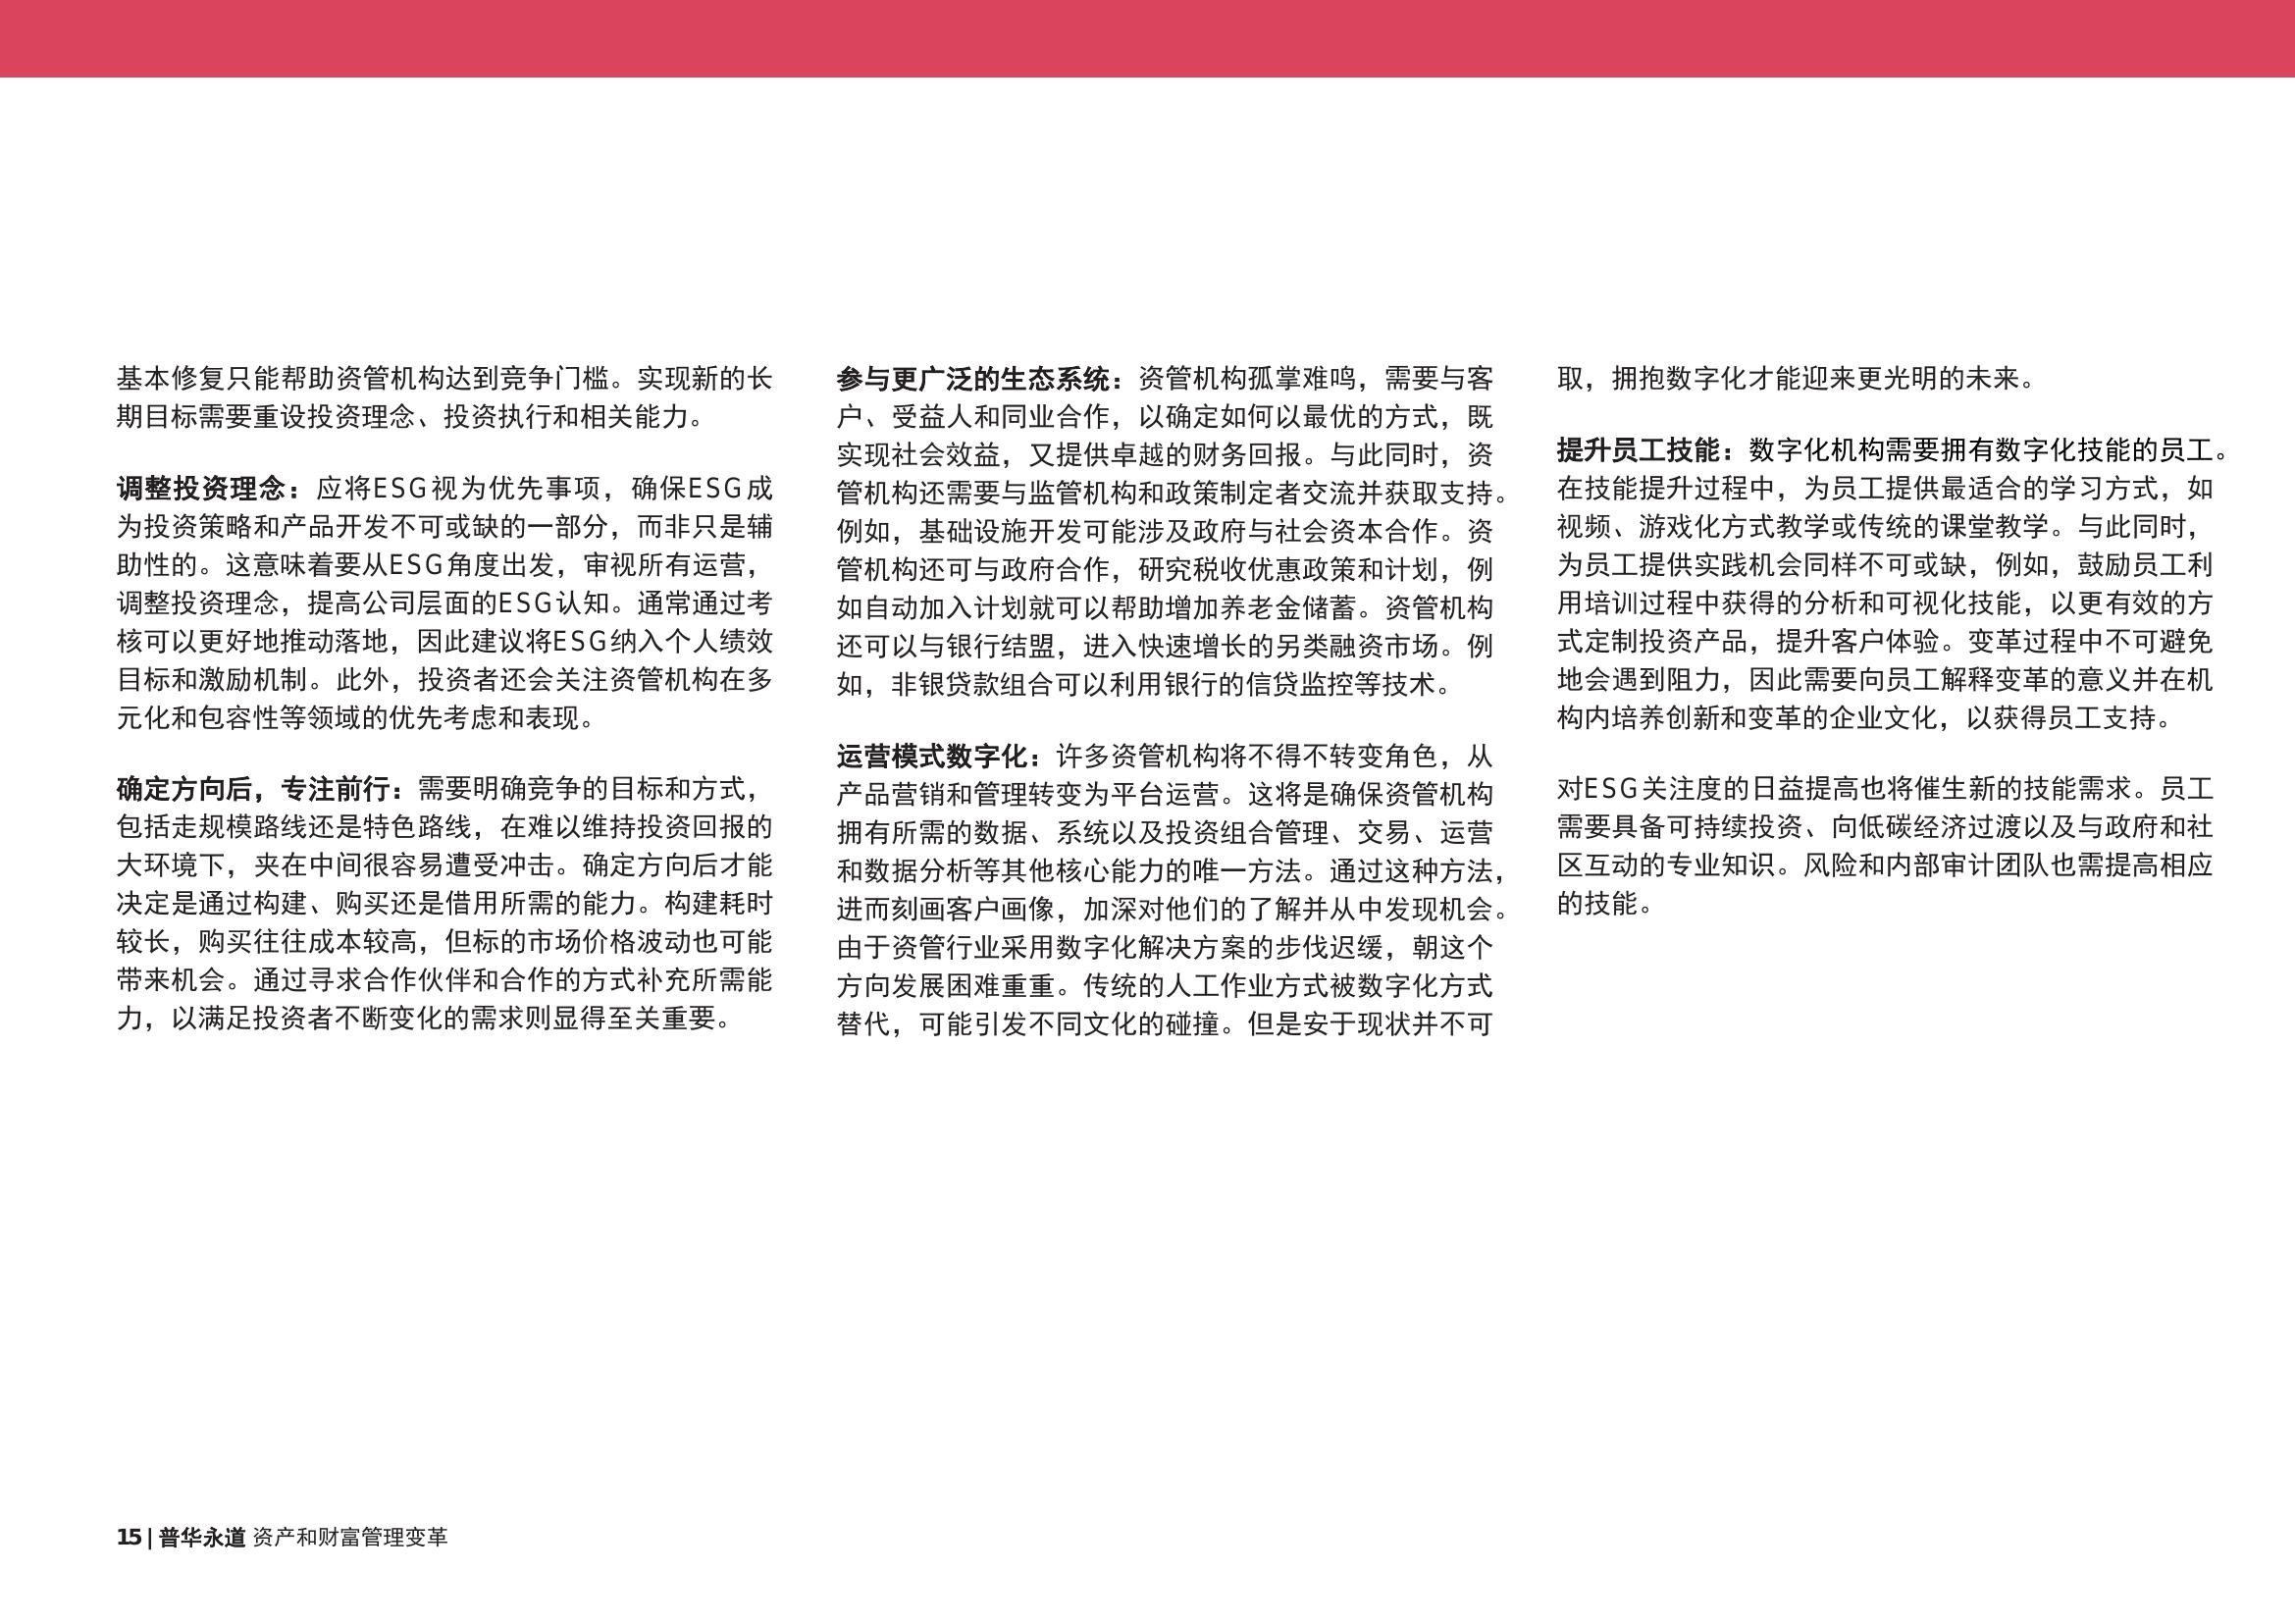 基本修复只能帮助资管机构达到竞争门槛。实现新的长
期目标需要重设投资理念、投资执行和相关能力。
调整投资理念：应将ESG视为优先事项，确保ESG成
为投资策略和产品开发不可或缺的一部分，而非只是辅
助性的。这意味着要从ESG角度出发，审视所有运营，
调整投资理念，提高公司层面的ESG认知。通常通过考
核可以更好地推动落地，因此建议将ESG纳入个人绩效
目标和激励机制。此外，投资者还会关注资管机构在多
元化和包容性等领域的优先考虑和表现。
确定方向后，专注前行：需要明确竞争的目标和方式，
包括走规模路线还是特色路线，在难以维持投资回报的
大环境下，夹在中间很容易遭受冲击。确定方向后才能
决定是通过构建、购买还是借用所需的能力。构建耗时
较长，购买往往成本较高，但标的市场价格波动也可能
带来机会。通过寻求合作伙伴和合作的方式补充所需能
力，以满足投资者不断变化的需求则显得至关重要。
参与更广泛的生态系统：资管机构孤掌难鸣，需要与客
户、受益人和同业合作，以确定如何以最优的方式，既
实现社会效益，又提供卓越的财务回报。与此同时，资
管机构还需要与监管机构和政策制定者交流并获取支持。
例如，基础设施开发可能涉及政府与社会资本合作。资
管机构还可与政府合作，研究税收优惠政策和计划，例
如自动加入计划就可以帮助增加养老金储蓄。资管机构
还可以与银行结盟，进入快速增长的另类融资市场。例
如，非银贷款组合可以利用银行的信贷监控等技术。
运营模式数字化：许多资管机构将不得不转变角色，从
产品营销和管理转变为平台运营。这将是确保资管机构
拥有所需的数据、系统以及投资组合管理、交易、运营
和数据分析等其他核心能力的唯一方法。通过这种方法，
进而刻画客户画像，加深对他们的了解并从中发现机会。
由于资管行业采用数字化解决方案的步伐迟缓，朝这个
方向发展困难重重。传统的人工作业方式被数字化方式
替代，可能引发不同文化的碰撞。但是安于现状并不可
取，拥抱数字化才能迎来更光明的未来。
提升员工技能：数字化机构需要拥有数字化技能的员工。
在技能提升过程中，为员工提供最适合的学习方式，如
视频、游戏化方式教学或传统的课堂教学。与此同时，
为员工提供实践机会同样不可或缺，例如，鼓励员工利
用培训过程中获得的分析和可视化技能，以更有效的方
式定制投资产品，提升客户体验。变革过程中不可避免
地会遇到阻力，因此需要向员工解释变革的意义并在机
构内培养创新和变革的企业文化，以获得员工支持。
对ESG关注度的日益提高也将催生新的技能需求。员工
需要具备可持续投资、向低碳经济过渡以及与政府和社
区互动的专业知识。风险和内部审计团队也需提高相应
的技能。
15 | 普华永道 资产和财富管理变革